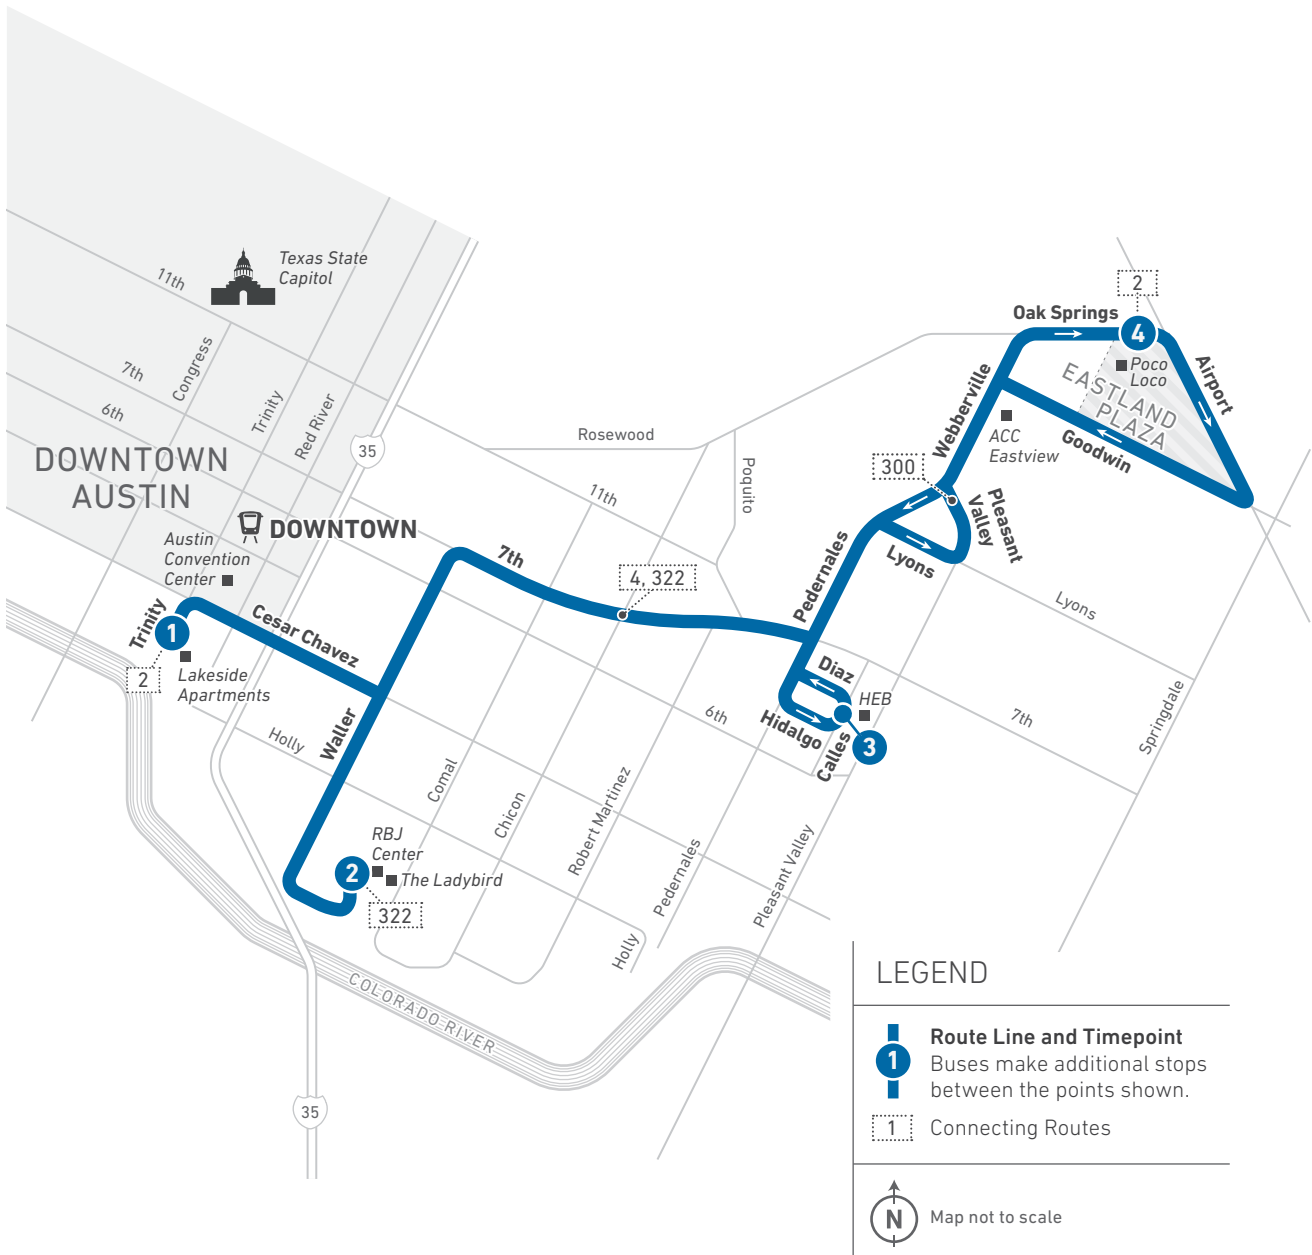 2
Texas State
Capitol
11th
Oak Springs
4
Poco
Loco
Airport
7th
Congress
6th
Trinity
Red River
35
EASTLAND
PLAZA
Webberville
ACC
Eastview
Goodwin
Rosewood
DOWNTOWN
AUSTIN
300
Poquito
11th
Pleasant
Valley
DOWNTOWN
Austin
Convention
Center
7th
4, 322
Lyons
Pedernales
Lyons
Trinity
1
Cesar Chavez
2
Lakeside
Apartments
Diaz
HEB
Hidalgo
3
Calles
6th
7th
Springdale
Waller
Holly
Comal
Chicon
Robert Martinez
Pedernales
Pleasant Valley
RBJ
Center
2
The Ladybird
322
Holly
COLORADO RIVER
35
LEGEND
1
Route Line and Timepoint
Buses make additional stops
between the points shown.
1
Connecting Routes
N
Map not to scale